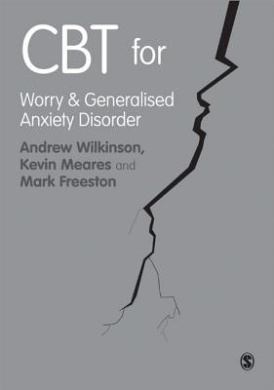 CBT for
Worry & Generalised
Anxiety Disorder
Andrew Wilkinson,
Kevin Meares and
Mark Freeston
S